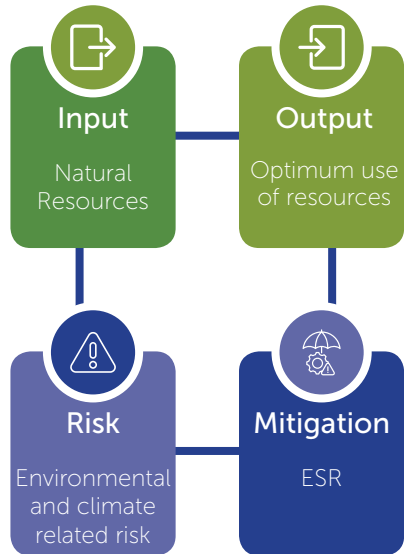 Input
Natural
Resources
Output
Optimum use
of resources
Risk
Environmental
and climate
related risk
Mitigation
ESR